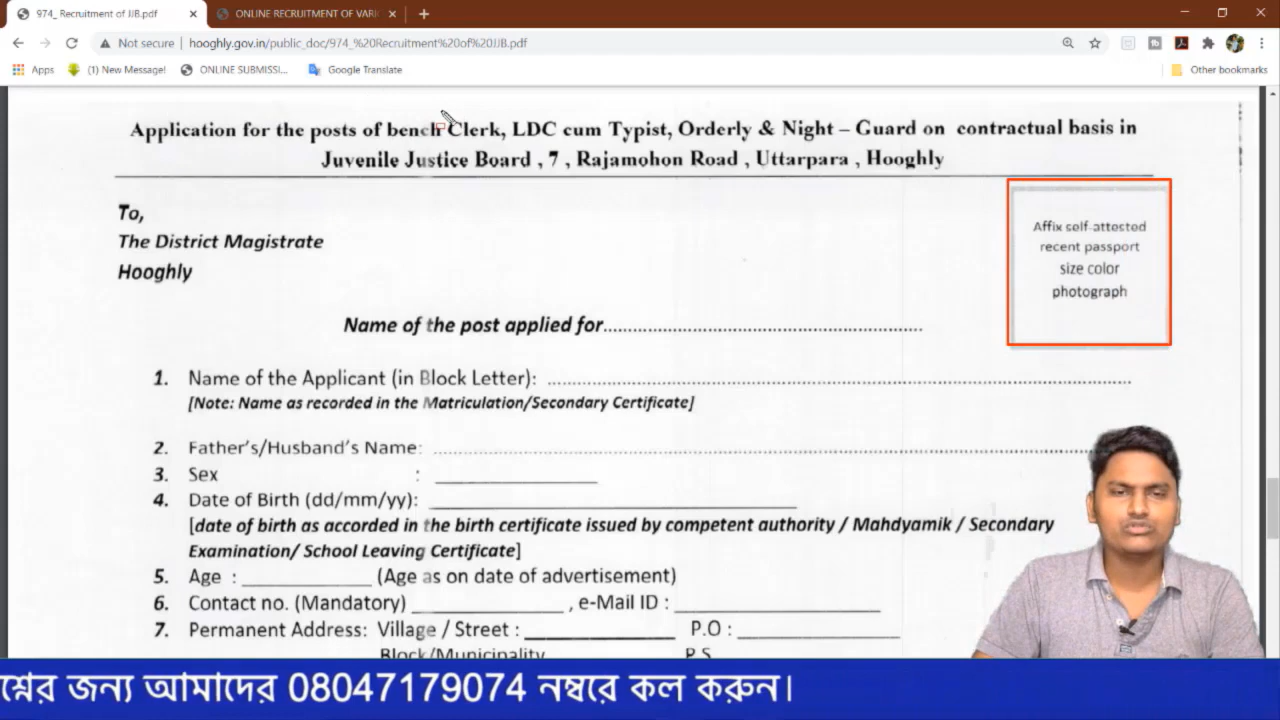 974_ Recruitment of JJB.pdf
ONLINE RECRUITMENT OF VARI
Not secure
hooghly.gov.in/public_doc/974_%20Recruitment%20of%20JJB.pdf
Apps
(1) New Message!
ONLINE SUBMISSI...
Google Translate
Other bookmarks
Application for the posts of bench Clerk, LDC cum Typist, Orderly & Night – Guard on contractual basis in
Juvenile Justice Board , 7 , Rajamohon Road , Uttarpara , Hooghly
Affix self-attested
recent passport
size color
photograph
To,
The District Magistrate
Hooghly
Name of the post applied for
1. Name of the Applicant (in Block Letter):
[Note: Name as recorded in the Matriculation/Secondary Certificate]
2. Father's/Husband's Name:
3. Sex :
4. Date of Birth (dd/mm/yy):
[date of birth as accorded in the birth certificate issued by competent authority / Mahdyamik / Secondary
Examination/ School Leaving Certificate]
5. Age : (Age as on date of advertisement)
6. Contact no. (Mandatory) , e-Mail ID :
7. Permanent Address: Village / Street : P.O :
Block/Municipality P.S
শ্নের জন্য আমাদের 08047179074 নম্বরে কল করুন।